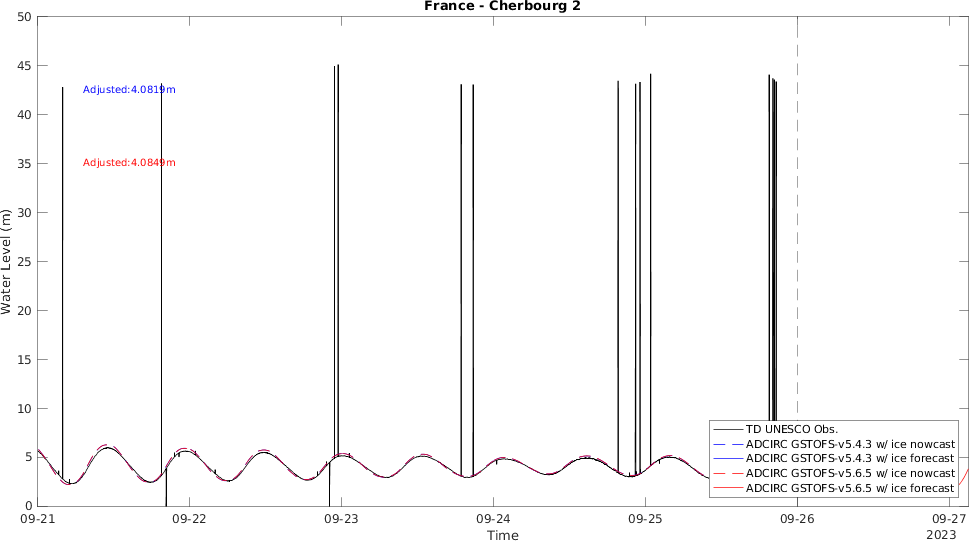 France - Cherbourg 2
50
45
40
35
30
25
20
15
10
5
0
Water Level (m)
Adjusted:4.0819m
Adjusted:4.0849m
TD UNESCO Obs.
ADCIRC GSTOFS-v5.4.3 w/ ice nowcast
ADCIRC GSTOFS-v5.4.3 w/ ice forecast
ADCIRC GSTOFS-v5.6.5 w/ ice nowcast
ADCIRC GSTOFS-v5.6.5 w/ ice forecast
09-21 09-22 09-23 09-24 09-25 09-26 09-27
Time
2023